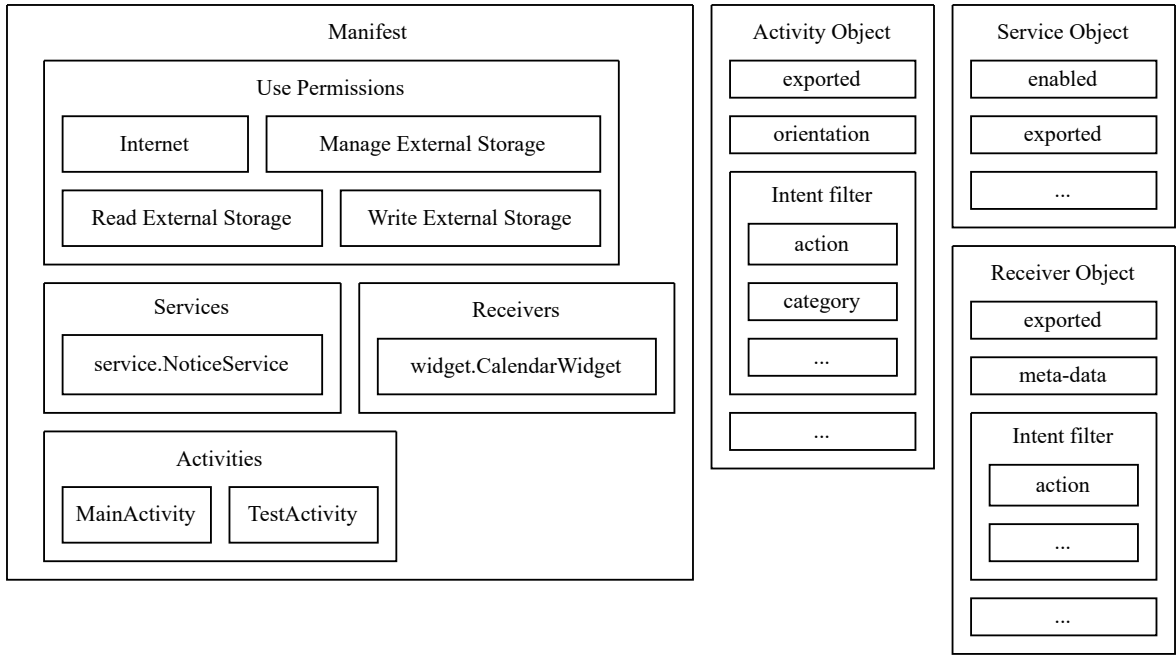 Manifest
Use Permissions
Internet
Manage External Storage
Read External Storage
Write External Storage
Services
service.NoticeService
Receivers
widget.CalendarWidget
Activities
MainActivity
TestActivity
Activity Object
exported
orientation
Intent filter
action
category
...
...
Service Object
enabled
exported
...
Receiver Object
exported
meta-data
Intent filter
action
...
...